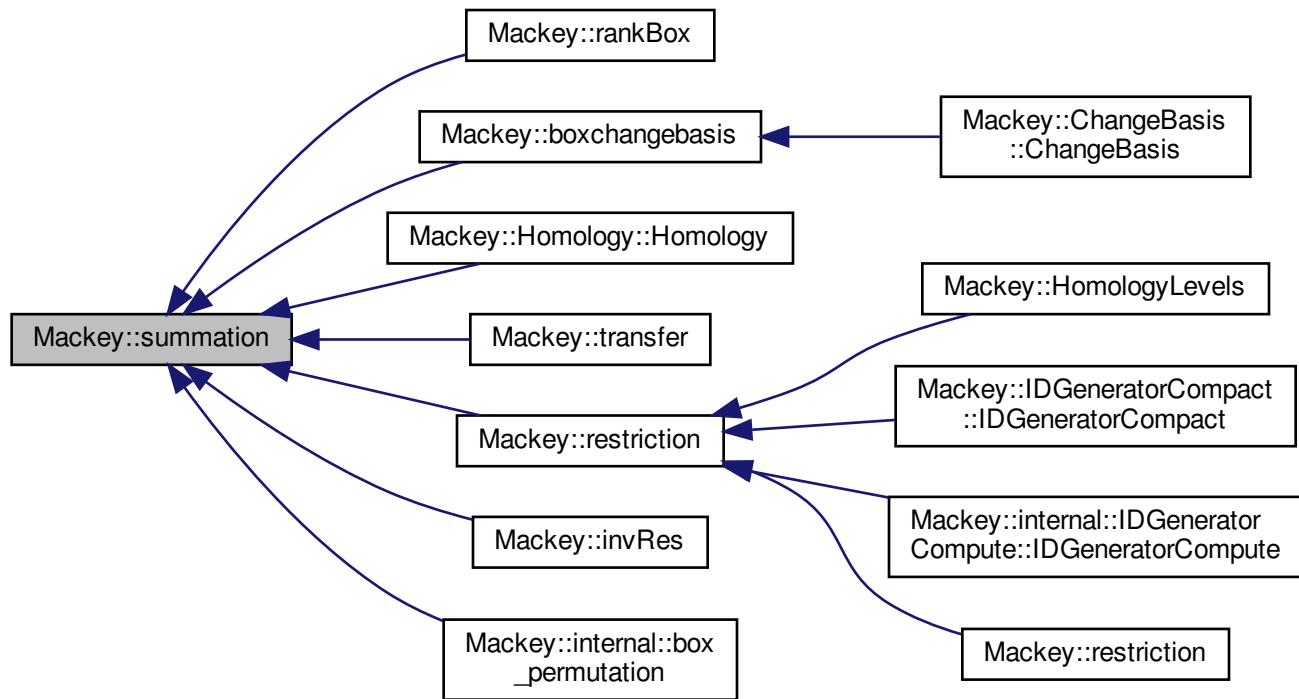 Mackey::rankBox
Mackey::boxchangebasis
Mackey::ChangeBasis
::ChangeBasis
Mackey::Homology::Homology
Mackey::HomologyLevels
Mackey::summation
Mackey::transfer
Mackey::IDGeneratorCompact
::IDGeneratorCompact
Mackey::restriction
Mackey::internal::IDGenerator
Compute::IDGeneratorCompute
Mackey::invRes
Mackey::restriction
Mackey::internal::box
_permutation